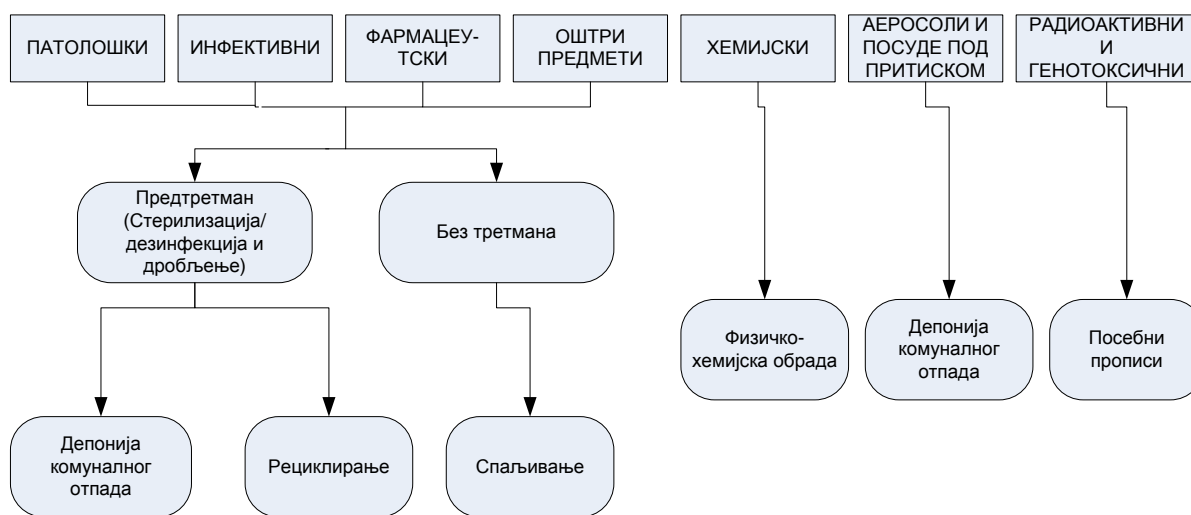 ПАТОЛОШКИ
ИНФЕКТИВНИ
ФАРМАЦЕУ-
ТСКИ
ОШТРИ
ПРЕДМЕТИ
ХЕМИЈСКИ
АЕРОСОЛИ И
ПОСУДЕ ПОД
ПРИТИСКОМ
РАДИОАКТИВНИ
И
ГЕНОТОКСИЧНИ
Предтретман
(Стерилизација/
дезинфекција и
дробљење)
Без третмана
Физичко-
хемијска обрада
Депонија
комуналног
отпада
Посебни
прописи
Депонија
комуналног
отпада
Рециклирање
Спаљивање